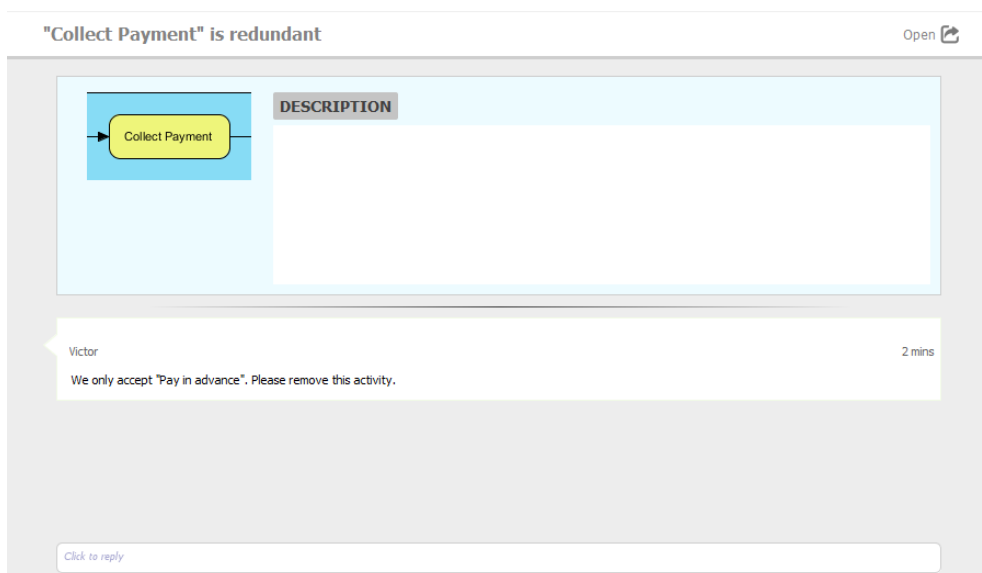 "Collect Payment" is redundant
Open
Collect Payment
DESCRIPTION
Victor
2 mins
We only accept "Pay in advance". Please remove this activity.
Click to reply